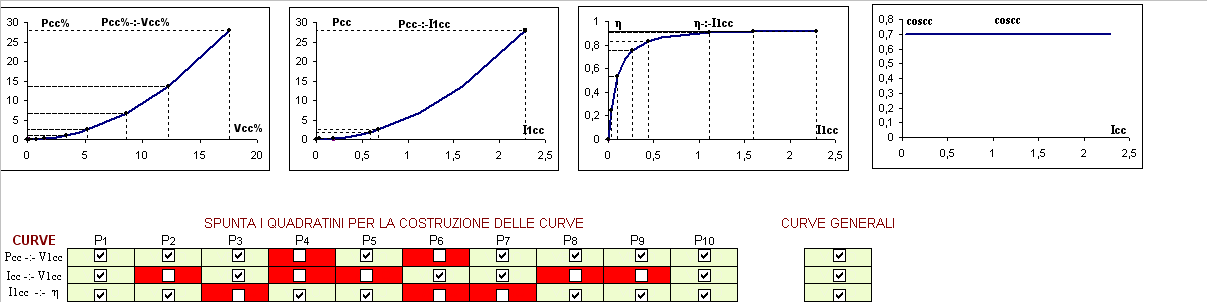 Pcc% Pcc%-:-Vcc%
30
25
20
15
10
5
0
0 5 10 15 20
Vcc%
Pcc Pcc-:-I1cc
30
25
20
15
10
5
0
0 0,5 1 1,5 2 2,5
I1cc
η η-:-I1cc
1
0,8
0,6
0,4
0,2
0
0 0,5 1 1,5 2 2,5
I1cc
coscc coscc
0,8
0,7
0,6
0,5
0,4
0,3
0,2
0,1
0
0 0,5 1 1,5 2 2,5
Icc
SPUNTA I QUADRATINI PER LA COSTRUZIONE DELLE CURVE CURVE GENERALI
CURVE P1 P2 P3 P4 P5 P6 P7 P8 P9 P10
Pcc -:- V1cc
Icc -:- V1cc
I1cc -:- η